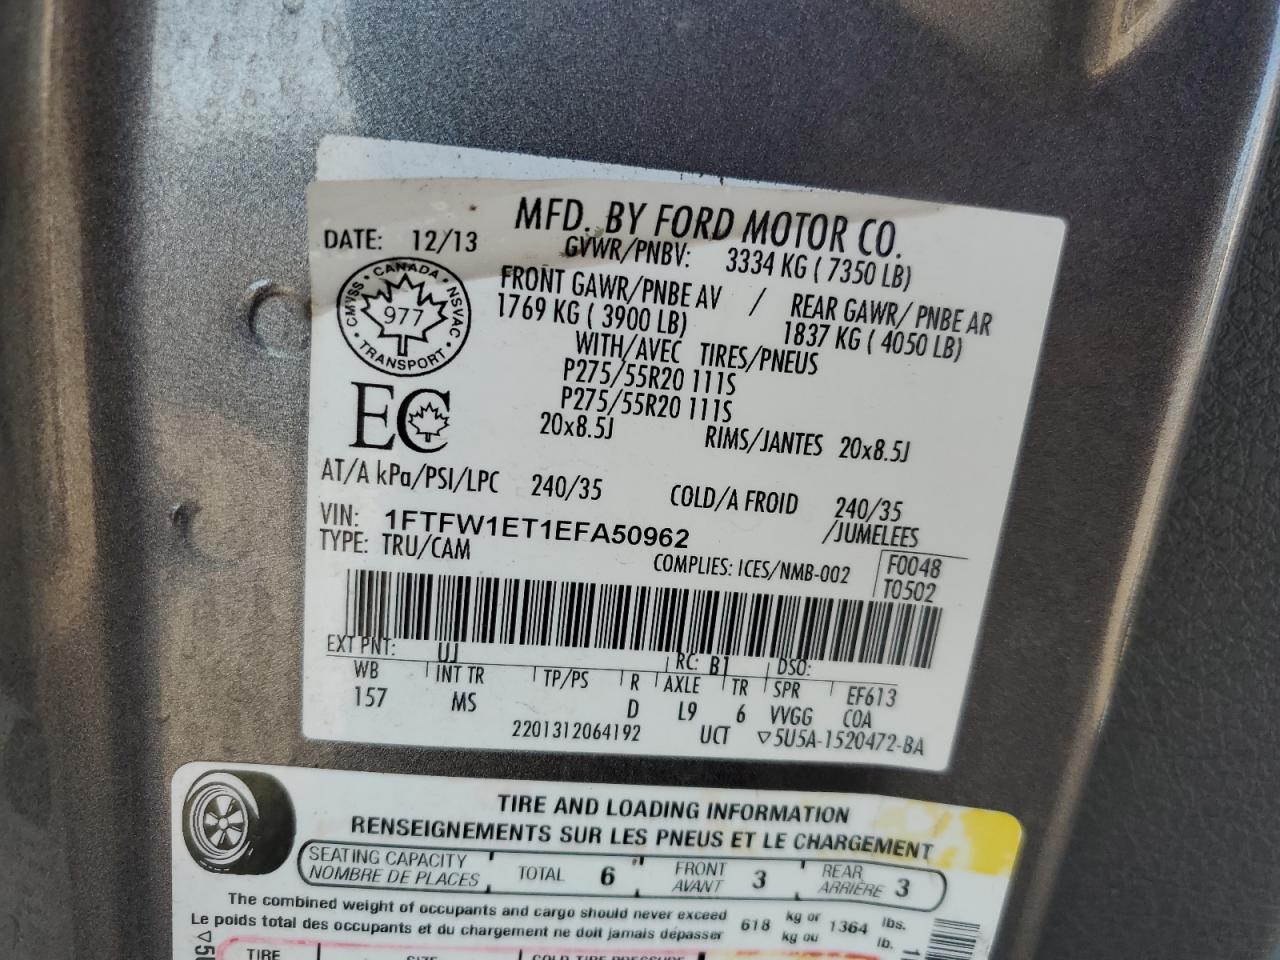 MFD. BY FORD MOTOR CO.
DATE: 12/13
GVWR/PNBV: 3334 KG ( 7350 LB)
FRONT GAWR/PNBE AV / REAR GAWR/ PNBE AR
1769 KG ( 3900 LB) 1837 KG ( 4050 LB)
WITH/AVEC TIRES/PNEUS
P275/55R20 111S
P275/55R20 111S
20x8.5J RIMS/JANTES 20x8.5J
CANADA
CMVSS NSVAC
977
TRANSPORT
EC
AT/A kPa/PSI/LPC 240/35 COLD/A FROID 240/35
/JUMELEES
VIN: 1FTFW1ET1EFA50962
TYPE: TRU/CAM
COMPLIES: ICES/NMB-002
F0048
T0502
EXT PNT: UJ RC: B1 DSO:
WB INT TR TP/PS R AXLE TR SPR EF613
157 MS D L9 6 VVGG COA
2201312064192 UCT ▽5U5A-1520472-BA
TIRE AND LOADING INFORMATION
RENSEIGNEMENTS SUR LES PNEUS ET LE CHARGEMENT
SEATING CAPACITY
NOMBRE DE PLACES
TOTAL 6
FRONT
AVANT
3
REAR
ARRIÈRE
3
The combined weight of occupants and cargo should never exceed
Le poids total des occupants et du chargement ne doit jamais dépasser
618 kg or 1364 lbs.
kg ou lb.
TIRE